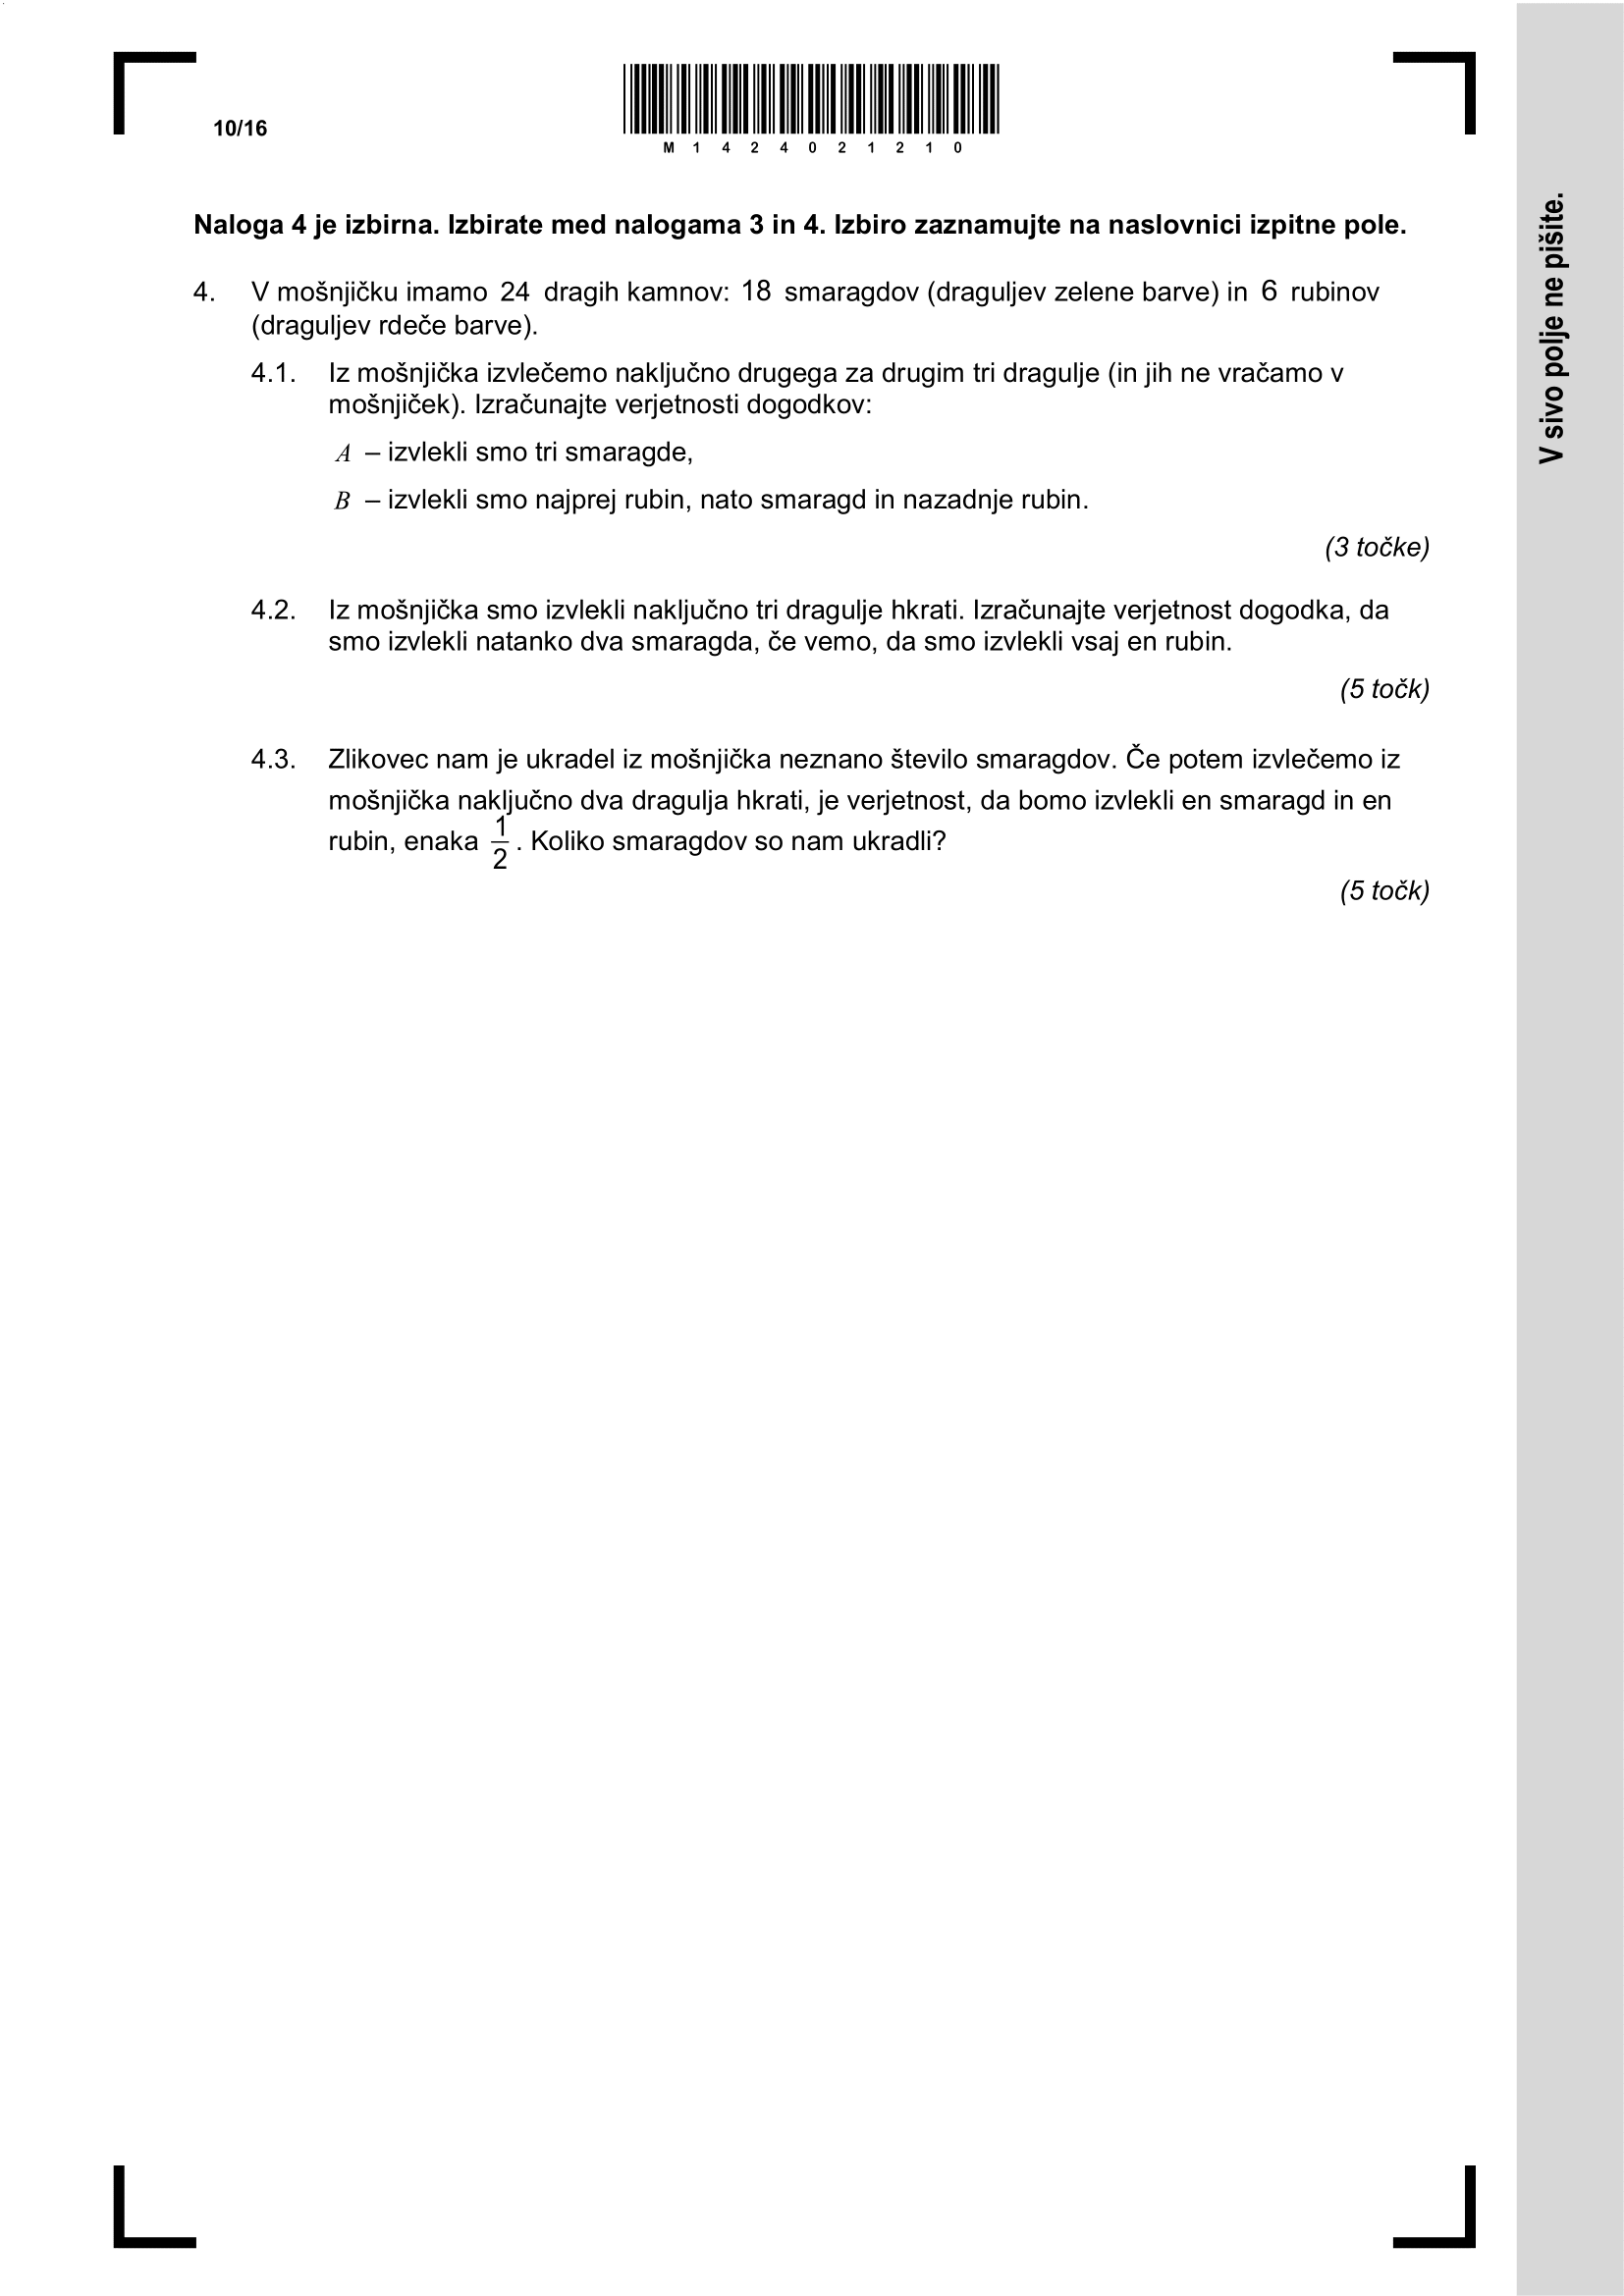 10/16
M 1 4 2 4 0 2 1 2 1 0
V sivo polje ne pišite.
Naloga 4 je izbirna. Izbirate med nalogama 3 in 4. Izbiro zaznamujte na naslovnici izpitne pole.
4. V mošnjičku imamo 24 dragih kamnov: 18 smaragdov (draguljev zelene barve) in 6 rubinov
(draguljev rdeče barve).
4.1. Iz mošnjička izvlečemo naključno drugega za drugim tri dragulje (in jih ne vračamo v
mošnjiček). Izračunajte verjetnosti dogodkov:
A – izvlekli smo tri smaragde,
B – izvlekli smo najprej rubin, nato smaragd in nazadnje rubin.
(3 točke)
4.2. Iz mošnjička smo izvlekli naključno tri dragulje hkrati. Izračunajte verjetnost dogodka, da
smo izvlekli natanko dva smaragda, če vemo, da smo izvlekli vsaj en rubin.
(5 točk)
4.3. Zlikovec nam je ukradel iz mošnjička neznano število smaragdov. Če potem izvlečemo iz
mošnjička naključno dva dragulja hkrati, je verjetnost, da bomo izvlekli en smaragd in en
rubin, enaka 1/2. Koliko smaragdov so nam ukradli?
(5 točk)